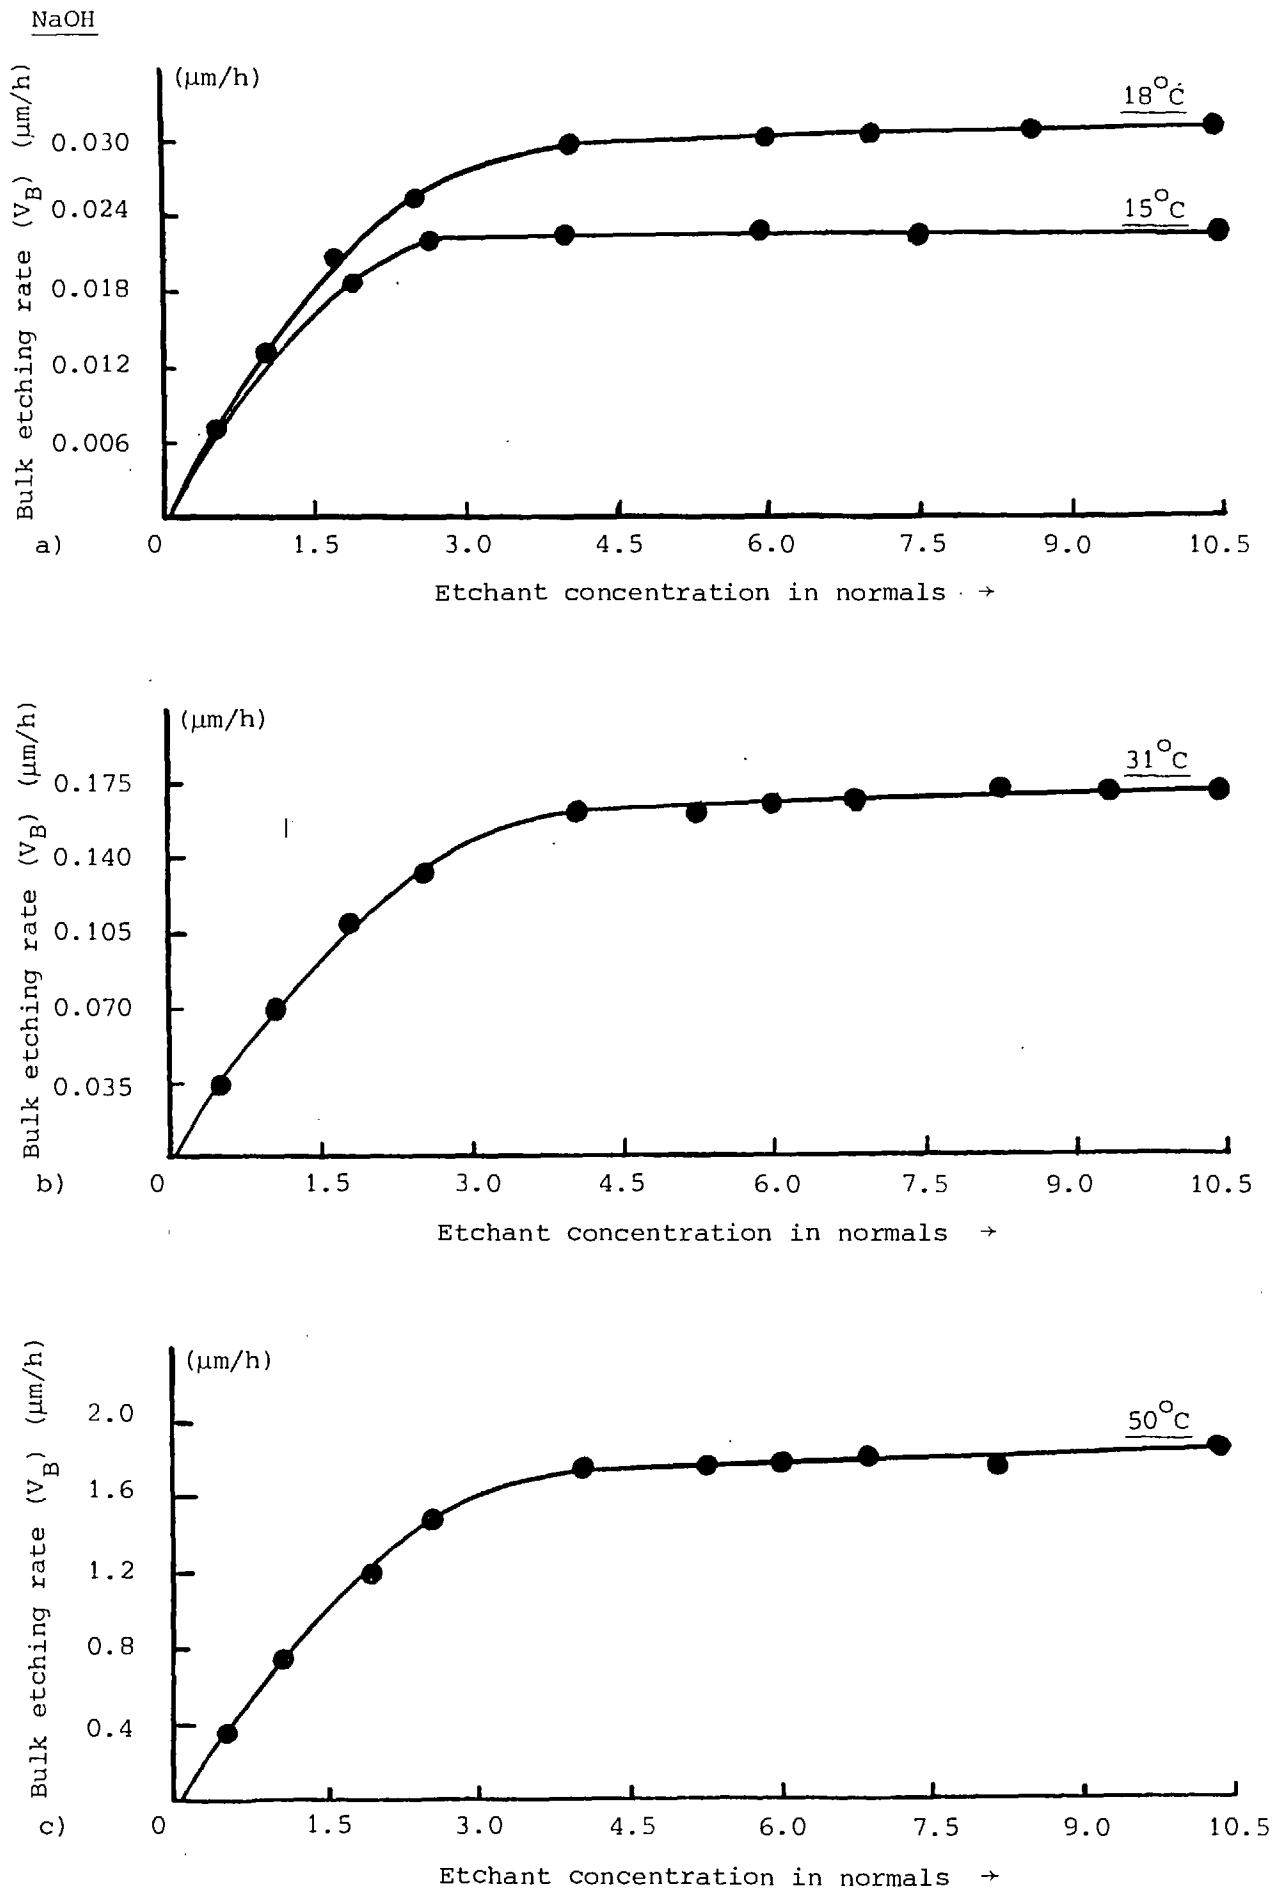 NaOH
(μm/h)
Bulk etching rate (V_B) (μm/h)
0.030
0.024
0.018
0.012
0.006
18°C
15°C
a)
0 1.5 3.0 4.5 6.0 7.5 9.0 10.5
Etchant concentration in normals →
(μm/h)
Bulk etching rate (V_B) (μm/h)
0.175
0.140
0.105
0.070
0.035
31°C
b)
0 1.5 3.0 4.5 6.0 7.5 9.0 10.5
Etchant concentration in normals →
(μm/h)
Bulk etching rate (V_B) (μm/h)
2.0
1.6
1.2
0.8
0.4
50°C
c)
0 1.5 3.0 4.5 6.0 7.5 9.0 10.5
Etchant concentration in normals →